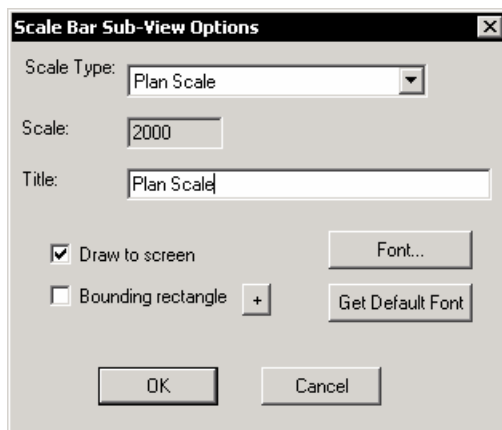 Scale Bar Sub-View Options
Scale Type: Plan Scale
Scale: 2000
Title: Plan Scale
Draw to screen Font...
Bounding rectangle + Get Default Font
OK Cancel